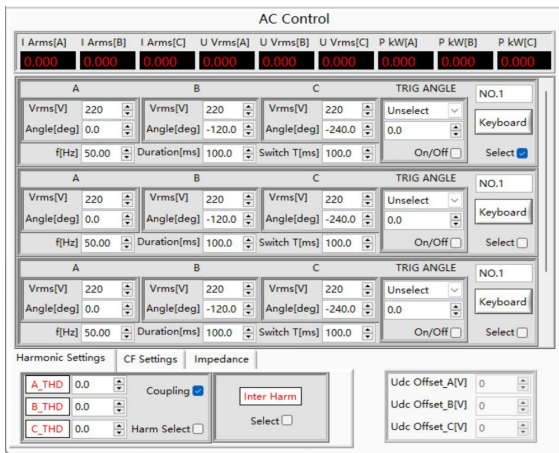 AC Control
I Arms[A] I Arms[B] I Arms[C] U Vrms[A] U Vrms[B] U Vrms[C] P kW[A] P kW[B] P kW[C]
0.000 0.000 0.000 0.000 0.000 0.000 0.000 0.000 0.000
A B C TRIG ANGLE NO.1
Vrms[V] 220 Vrms[V] 220 Vrms[V] 220 Unselect
Angle[deg] 0.0 Angle[deg] -120.0 Angle[deg] -240.0 0.0 Keyboard
f[Hz] 50.00 Duration[ms] 100.0 Switch T[ms] 100.0 On/Off Select
A B C TRIG ANGLE NO.1
Vrms[V] 220 Vrms[V] 220 Vrms[V] 220 Unselect
Angle[deg] 0.0 Angle[deg] -120.0 Angle[deg] -240.0 0.0 Keyboard
f[Hz] 50.00 Duration[ms] 100.0 Switch T[ms] 100.0 On/Off Select
A B C TRIG ANGLE NO.1
Vrms[V] 220 Vrms[V] 220 Vrms[V] 220 Unselect
Angle[deg] 0.0 Angle[deg] -120.0 Angle[deg] -240.0 0.0 Keyboard
f[Hz] 50.00 Duration[ms] 100.0 Switch T[ms] 100.0 On/Off Select
Harmonic Settings CF Settings Impedance
A_THD 0.0 Coupling
B_THD 0.0
C_THD 0.0 Harm Select
Inter Harm
Select
Udc Offset_A[V] 0
Udc Offset_B[V] 0
Udc Offset_C[V] 0